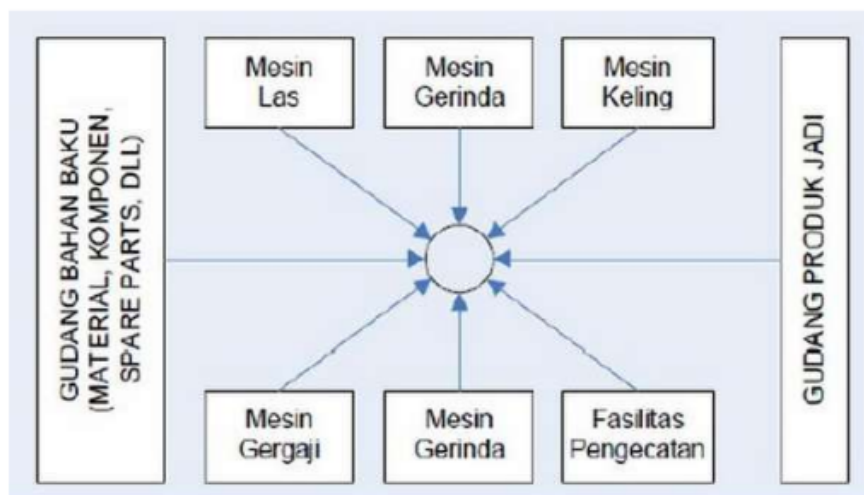 GUDANG BAHAN BAKU
(MATERIAL, KOMPONEN,
SPARE PARTS, DLL)
Mesin
Las
Mesin
Gerinda
Mesin
Keling
Mesin
Gergaji
Mesin
Gerinda
Fasilitas
Pengecatan
GUDANG PRODUK JADI